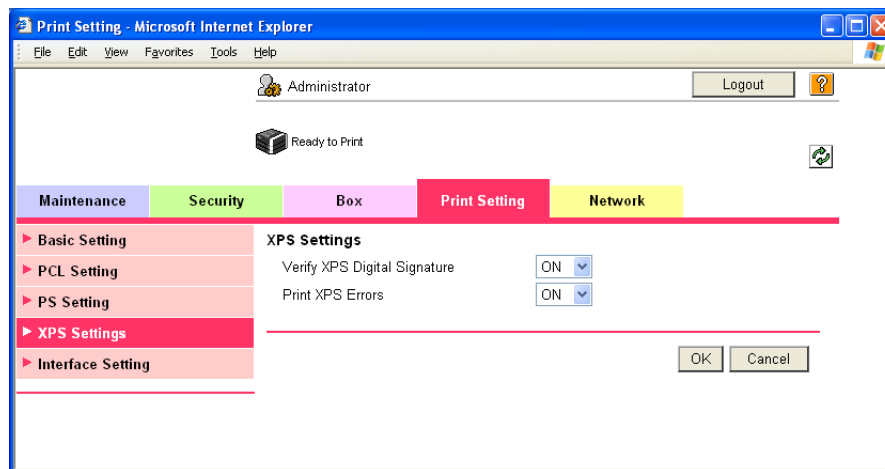 Print Setting - Microsoft Internet Explorer
File Edit View Favorites Tools Help
Administrator
Logout
?
Ready to Print
Maintenance Security Box Print Setting Network
Basic Setting
PCL Setting
PS Setting
XPS Settings
Interface Setting
XPS Settings
Verify XPS Digital Signature ON
Print XPS Errors ON
OK Cancel